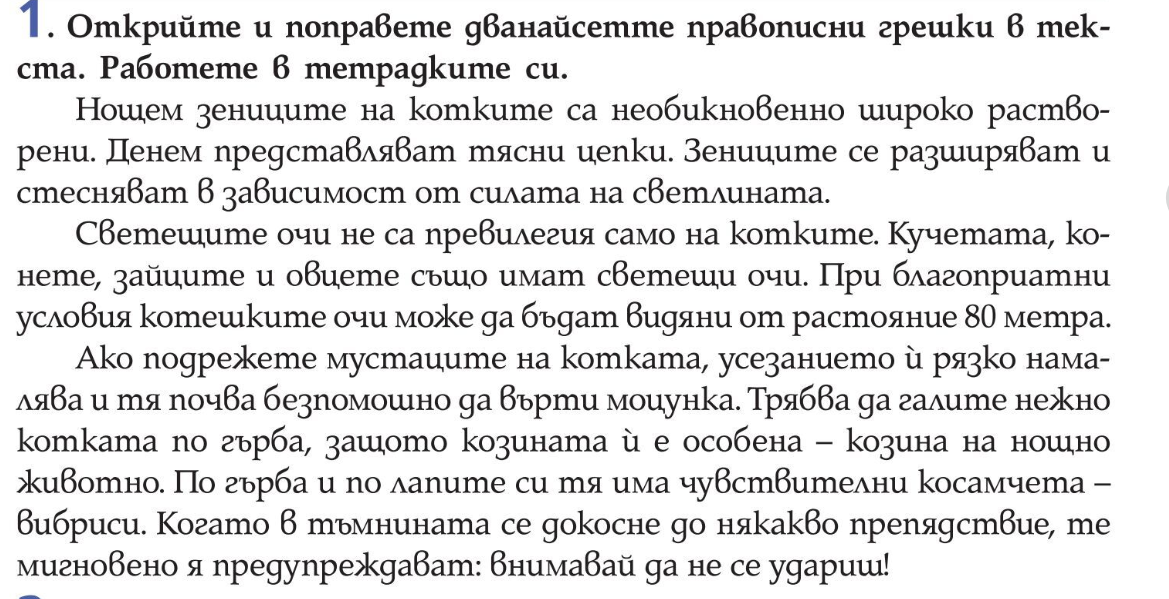 1. Открийте и поправете дванайсетте правописни грешки в тек-
ста. Работете в тетрадките си.
Нощем зениците на котките са необикновенно широко раство-
рени. Денем представляват тясни цепки. Зениците се разширяват и
стесняват в зависимост от силата на светлината.
Светещите очи не са превилегия само на котките. Кучетата, ко-
нете, зайците и овцете също имат светещи очи. При благоприатни
условия котешките очи може да бъдат видяни от растояние 80 метра.
Ако подрежете мустаците на котката, усезанието ѝ рязко нама-
лява и тя почва безпомошно да върти моцунка. Трябва да галите нежно
котката по гърба, защото козината ѝ е особена – козина на нощно
животно. По гърба и по лапите си тя има чувствителни косамчета –
вибриси. Когато в тъмнината се докосне до някакво препядствие, те
мигновено я предупреждават: внимавай да не се удариш!